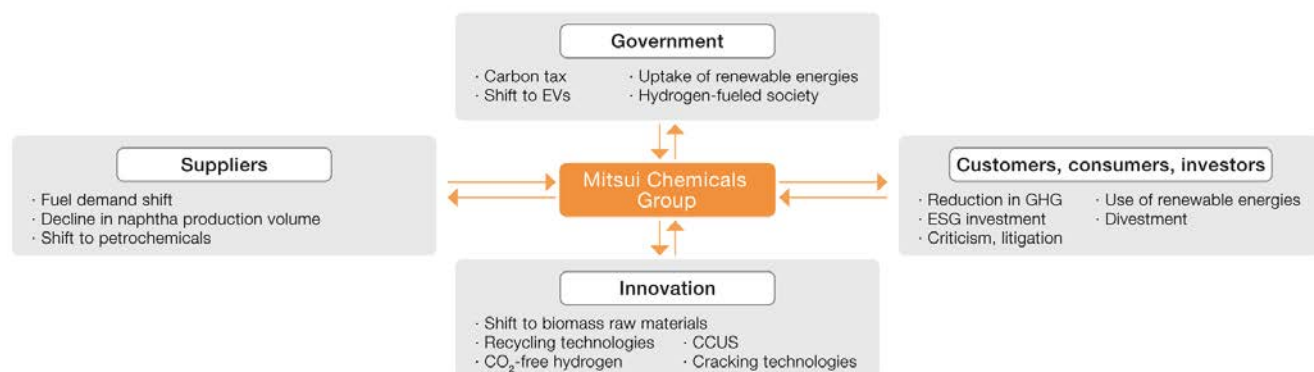 Government
· Carbon tax · Uptake of renewable energies
· Shift to EVs · Hydrogen-fueled society
Suppliers
· Fuel demand shift
· Decline in naphtha production volume
· Shift to petrochemicals
Mitsui Chemicals
Group
Customers, consumers, investors
· Reduction in GHG · Use of renewable energies
· ESG investment · Divestment
· Criticism, litigation
Innovation
· Shift to biomass raw materials
· Recycling technologies · CCUS
· CO₂-free hydrogen · Cracking technologies